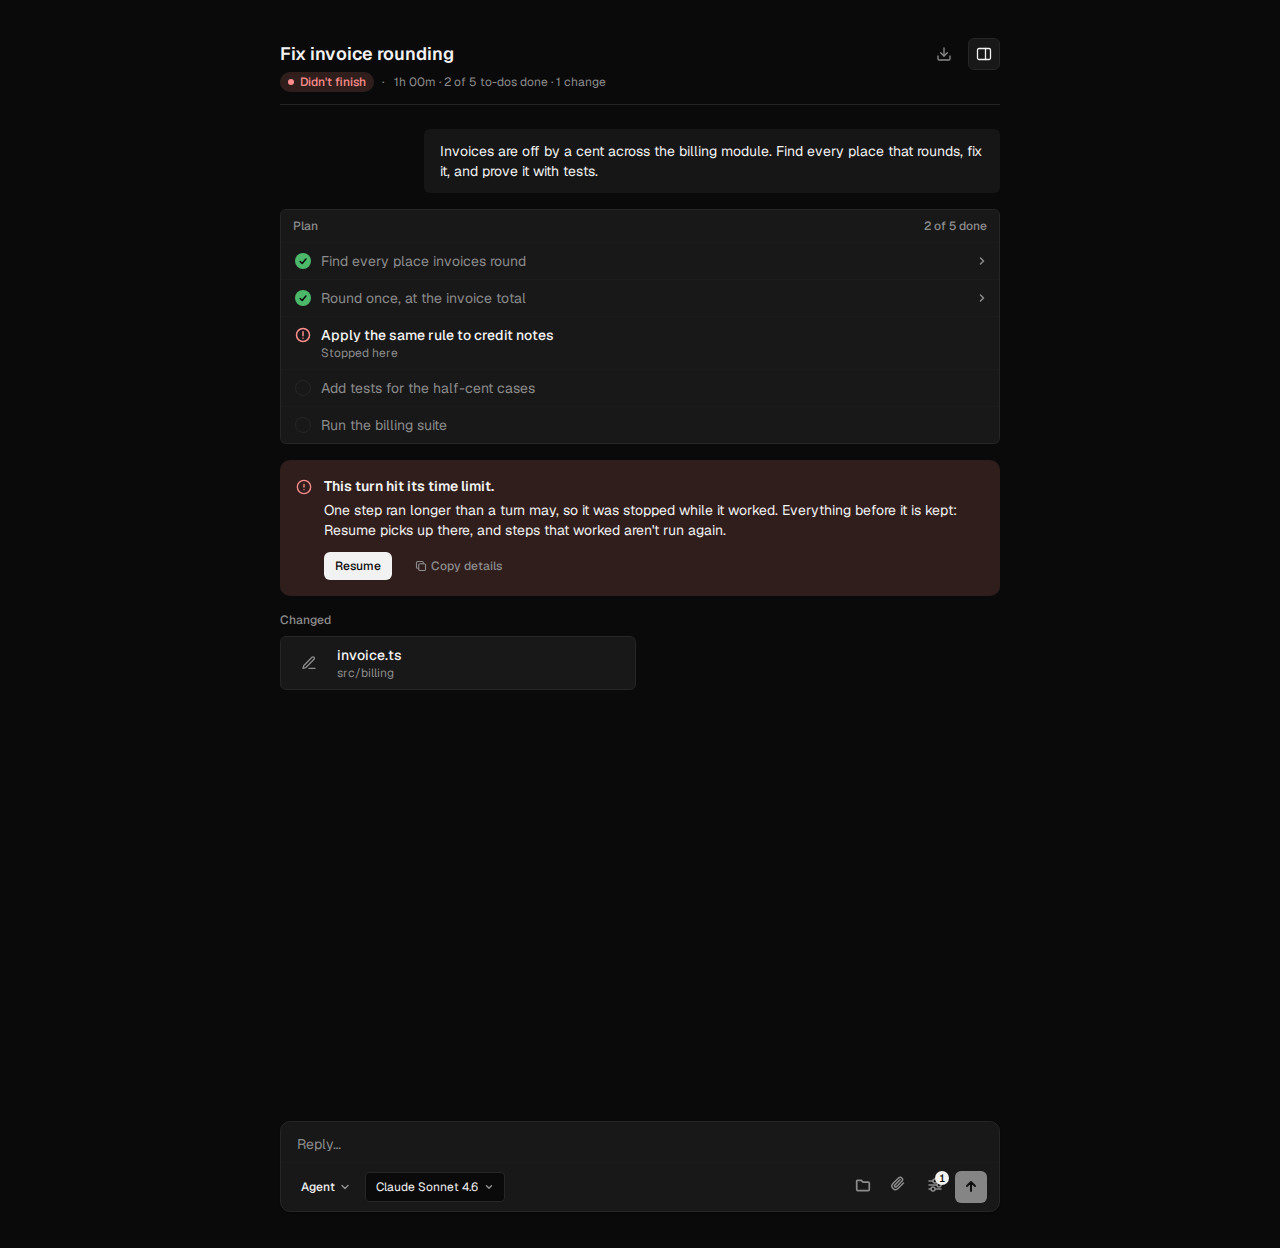 Fix invoice rounding
Didn't finish · 1h 00m · 2 of 5 to-dos done · 1 change
Invoices are off by a cent across the billing module. Find every place that rounds, fix
it, and prove it with tests.
Plan 2 of 5 done
Find every place invoices round
Round once, at the invoice total
Apply the same rule to credit notes
Stopped here
Add tests for the half-cent cases
Run the billing suite
This turn hit its time limit.
One step ran longer than a turn may, so it was stopped while it worked. Everything before it is kept:
Resume picks up there, and steps that worked aren't run again.
Resume Copy details
Changed
invoice.ts
src/billing
Reply...
Agent Claude Sonnet 4.6 1